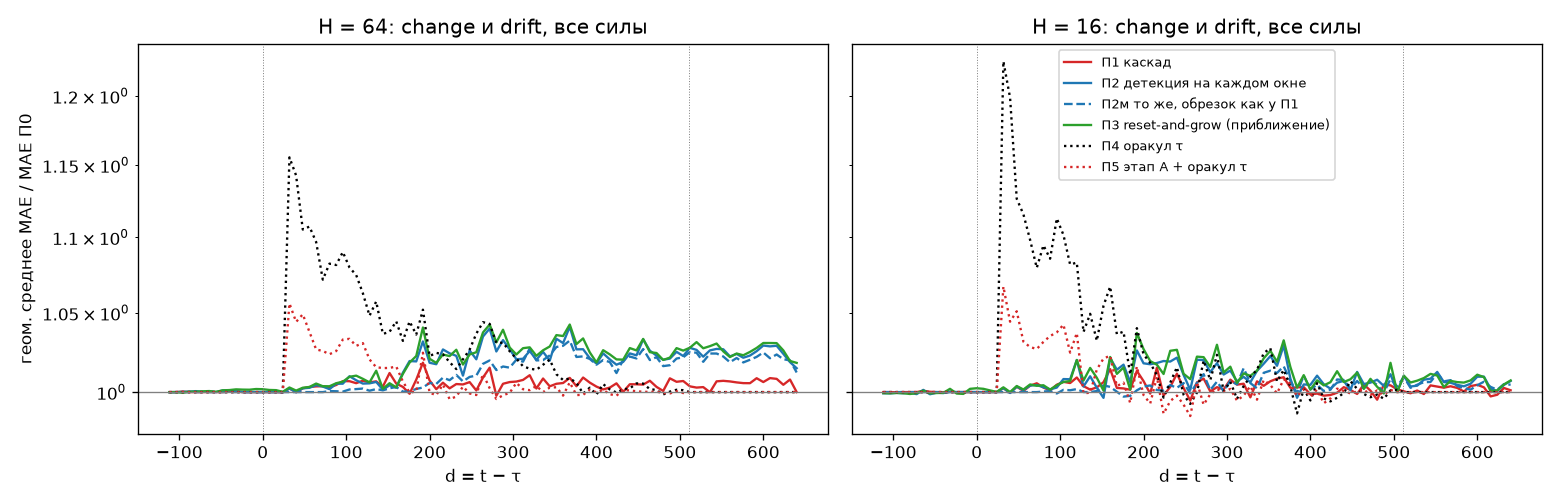 H = 64: change и drift, все силы
H = 16: change и drift, все силы
геом. среднее MAE / MAE П0
1.2 × 10⁰
1.15 × 10⁰
1.1 × 10⁰
1.05 × 10⁰
10⁰
П1 каскад
П2 детекция на каждом окне
П2м то же, обрезок как у П1
П3 reset-and-grow (приближение)
П4 оракул τ
П5 этап A + оракул τ
−100 0 100 200 300 400 500 600
−100 0 100 200 300 400 500 600
d = t − τ
d = t − τ